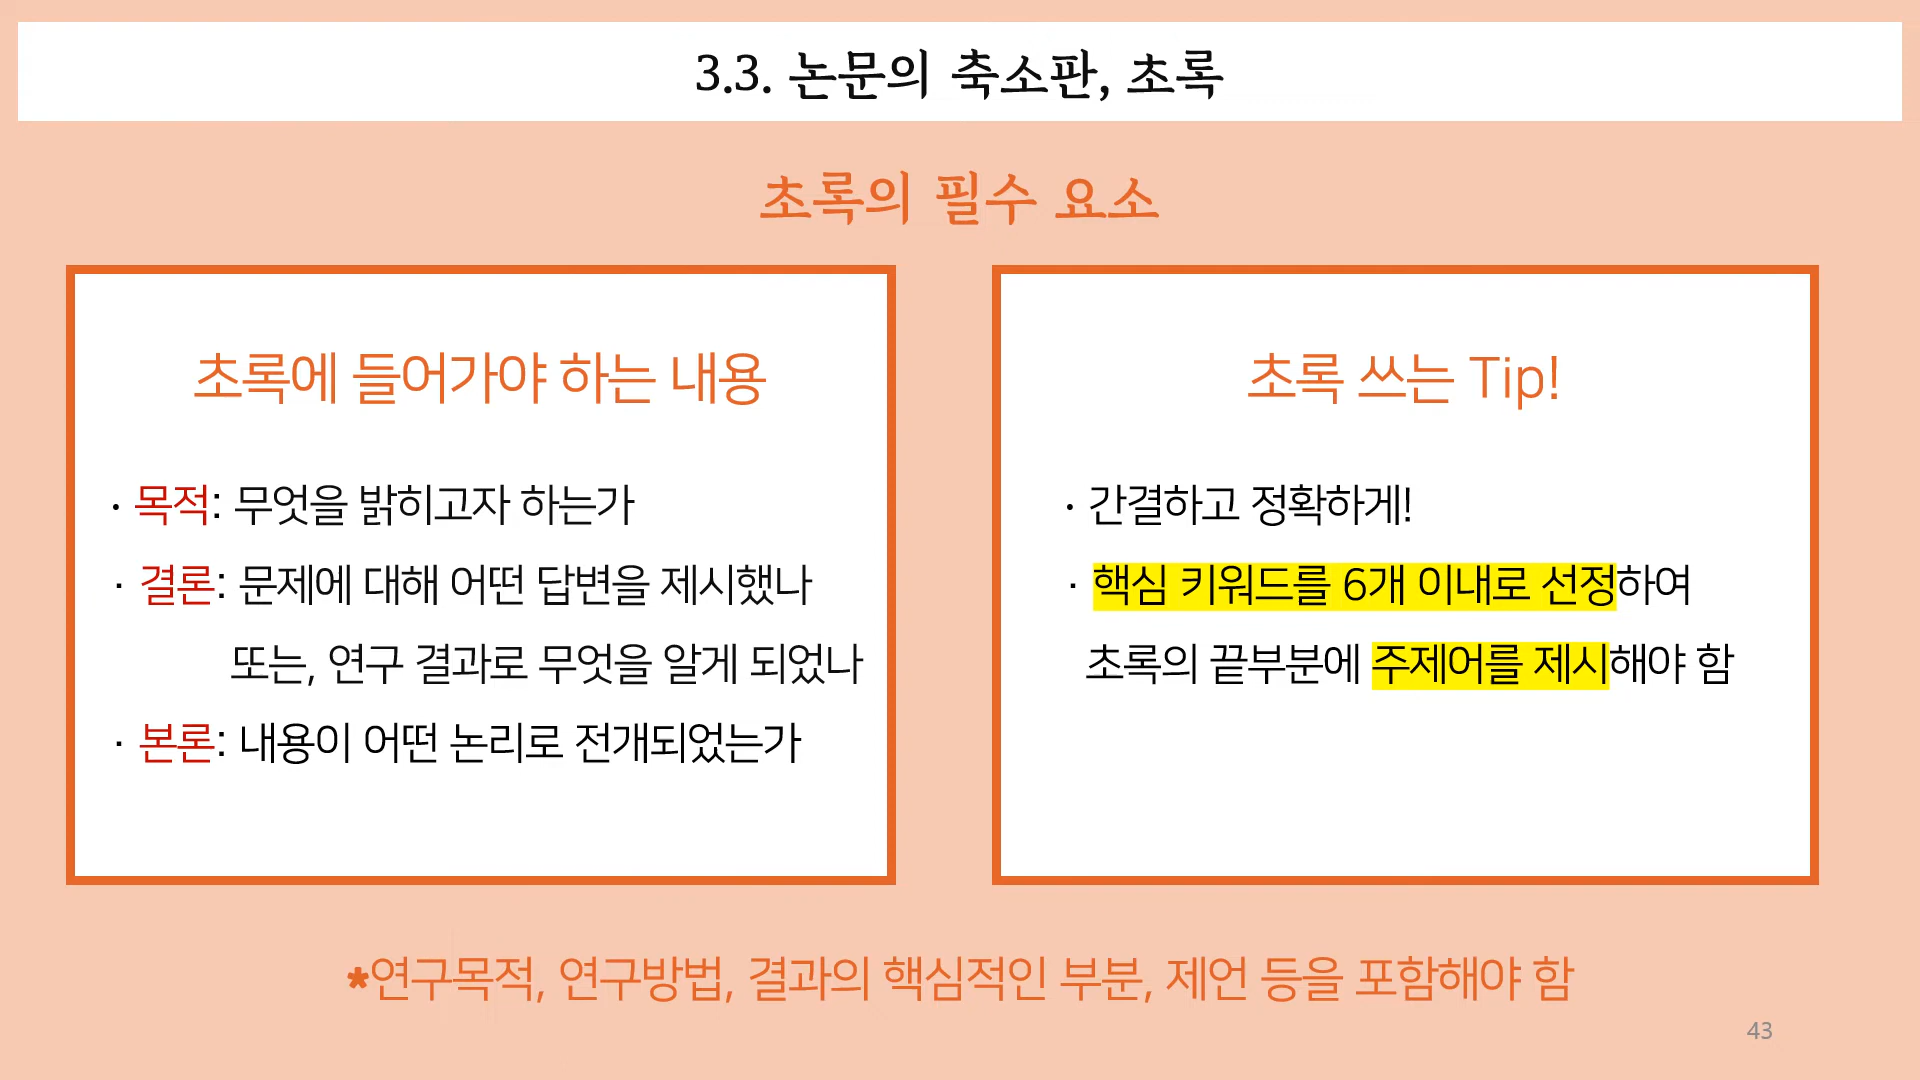 3.3. 논문의 축소판, 초록
초록의 필수 요소
초록에 들어가야 하는 내용
· 목적: 무엇을 밝히고자 하는가
· 결론: 문제에 대해 어떤 답변을 제시했나
또는, 연구 결과로 무엇을 알게 되었나
· 본론: 내용이 어떤 논리로 전개되었는가
초록 쓰는 Tip!
· 간결하고 정확하게!
· 핵심 키워드를 6개 이내로 선정하여
초록의 끝부분에 주제어를 제시해야 함
*연구목적, 연구방법, 결과의 핵심적인 부분, 제언 등을 포함해야 함
43